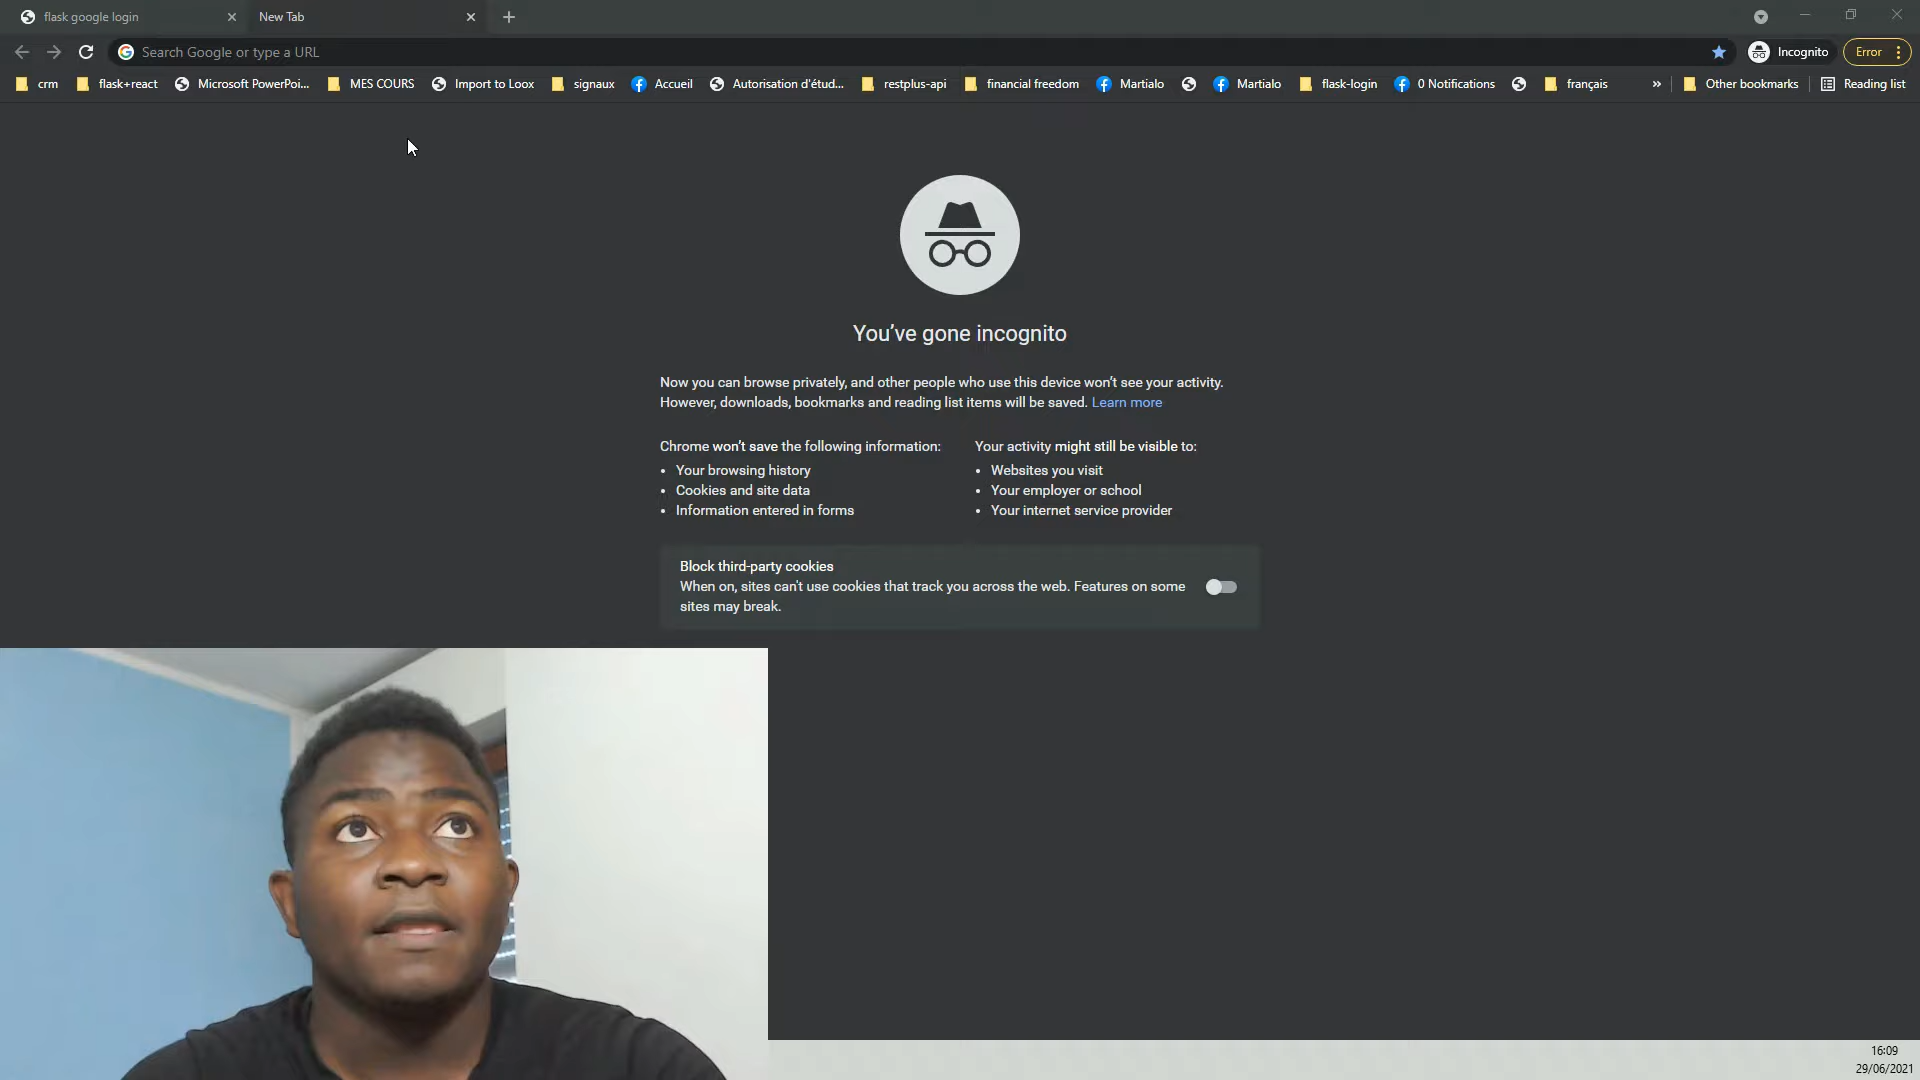 flask google login
New Tab
Search Google or type a URL
Incognito
Error
crm
flask+react
Microsoft PowerPoi...
MES COURS
Import to Loox
signaux
Accueil
Autorisation d'étud...
restplus-api
financial freedom
Martialo
Martialo
flask-login
0 Notifications
français
»
Other bookmarks
Reading list
You've gone incognito
Now you can browse privately, and other people who use this device won't see your activity.
However, downloads, bookmarks and reading list items will be saved. Learn more
Chrome won't save the following information:
• Your browsing history
• Cookies and site data
• Information entered in forms
Your activity might still be visible to:
• Websites you visit
• Your employer or school
• Your internet service provider
Block third-party cookies
When on, sites can't use cookies that track you across the web. Features on some
sites may break.
16:09
29/06/2021